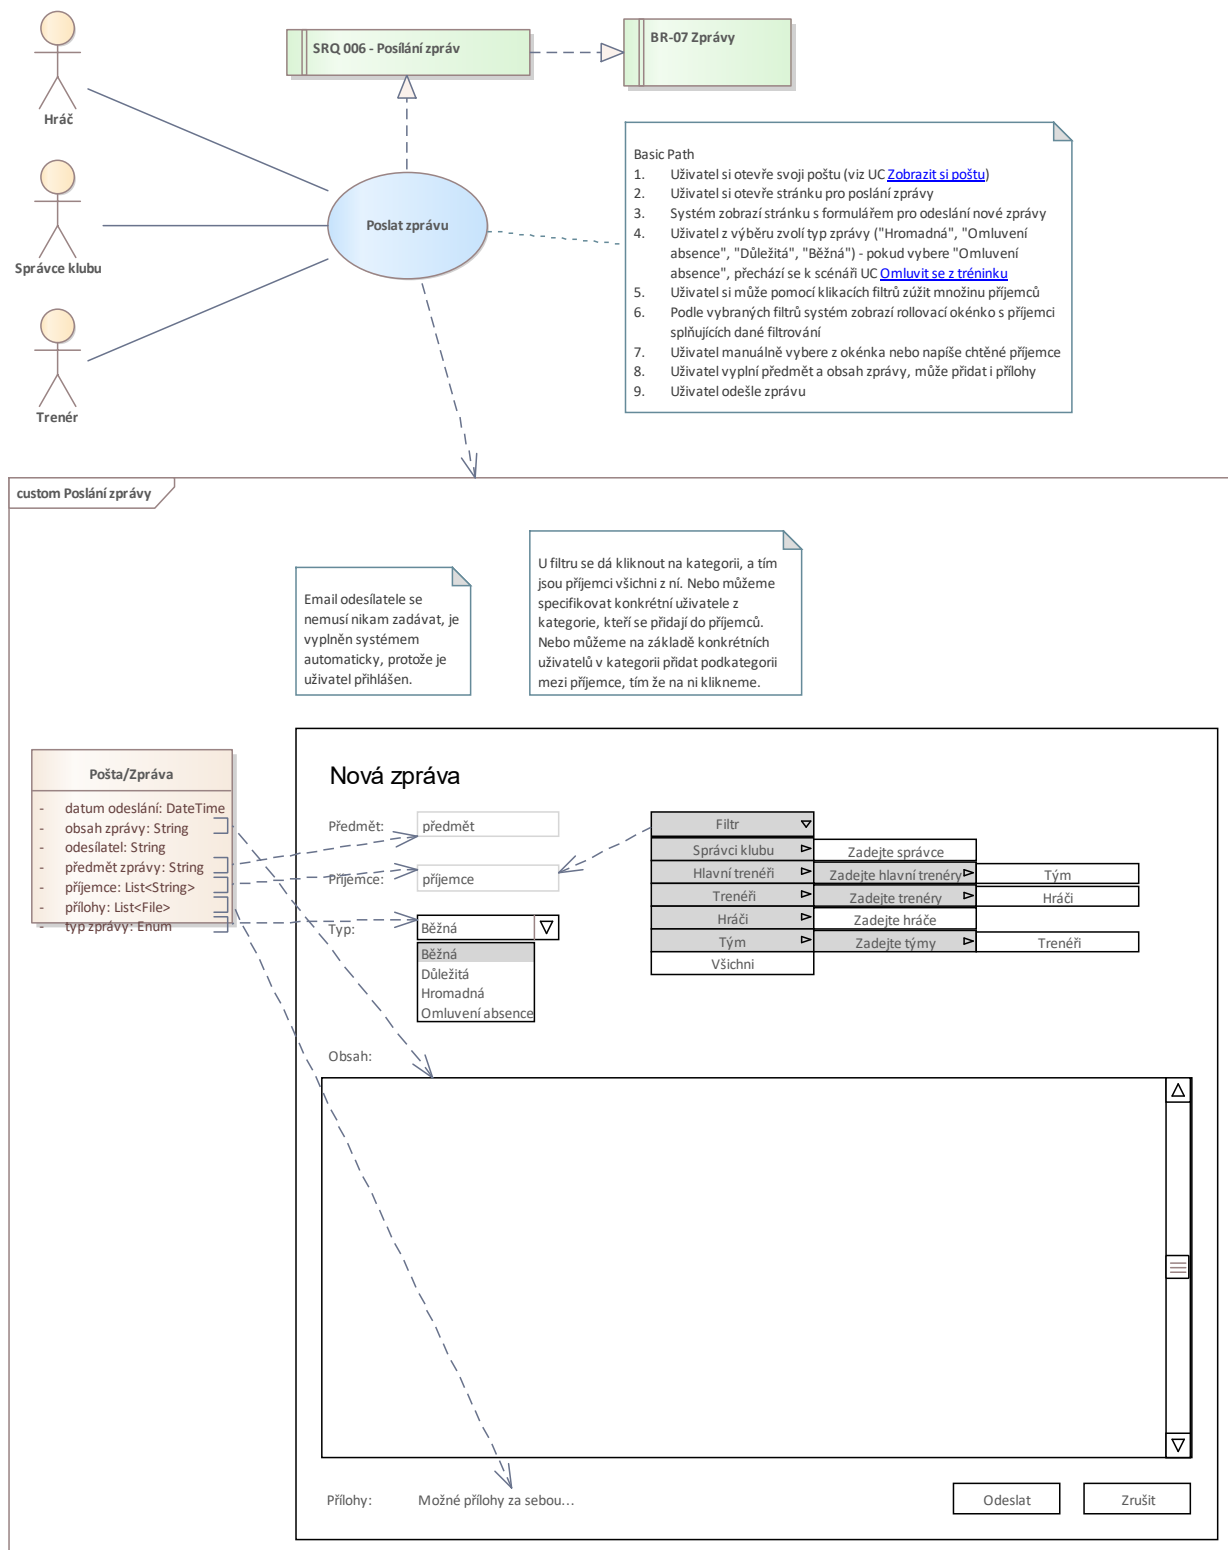 SRQ 006 - Posílání zpráv
BR-07 Zprávy
Hráč
Správce klubu
Trenér
Poslat zprávu
Basic Path
1. Uživatel si otevře svoji poštu (viz UC Zobrazit si poštu)
2. Uživatel si otevře stránku pro poslání zprávy
3. Systém zobrazí stránku s formulářem pro odeslání nové zprávy
4. Uživatel z výběru zvolí typ zprávy ("Hromadná", "Omluvení
absence", "Důležitá", "Běžná") - pokud vybere "Omluvení
absence", přechází se k scénáři UC Omluvit se z tréninku
5. Uživatel si může pomocí klikacích filtrů zúžit množinu příjemců
6. Podle vybraných filtrů systém zobrazí rollovací okénko s příjemci
splňujících dané filtrování
7. Uživatel manuálně vybere z okénka nebo napíše chtěné příjemce
8. Uživatel vyplní předmět a obsah zprávy, může přidat i přílohy
9. Uživatel odešle zprávu
custom Poslání zprávy
Email odesílatele se
nemusí nikam zadávat, je
vyplněn systémem
automaticky, protože je
uživatel přihlášen.
U filtru se dá kliknout na kategorii, a tím
jsou příjemci všichni z ní. Nebo můžeme
specifikovat konkrétní uživatele z
kategorie, kteří se přidají do příjemců.
Nebo můžeme na základě konkrétních
uživatelů v kategorii přidat podkategorii
mezi příjemce, tím že na ni klikneme.
Pošta/Zpráva
- datum odeslání: DateTime
- obsah zprávy: String
- odesílatel: String
- předmět zprávy: String
- příjemce: List<String>
- přílohy: List<File>
- typ zprávy: Enum
Nová zpráva
Předmět: předmět
Příjemce: příjemce
Typ: Běžná
Běžná
Důležitá
Hromadná
Omluvení absence
Filtr
Správci klubu Zadejte správce
Hlavní trenéři Zadejte hlavní trenéry Tým
Trenéři Zadejte trenéry Hráči
Hráči Zadejte hráče
Tým Zadejte týmy Trenéři
Všichni
Obsah:
Přílohy: Možné přílohy za sebou...
Odeslat
Zrušit